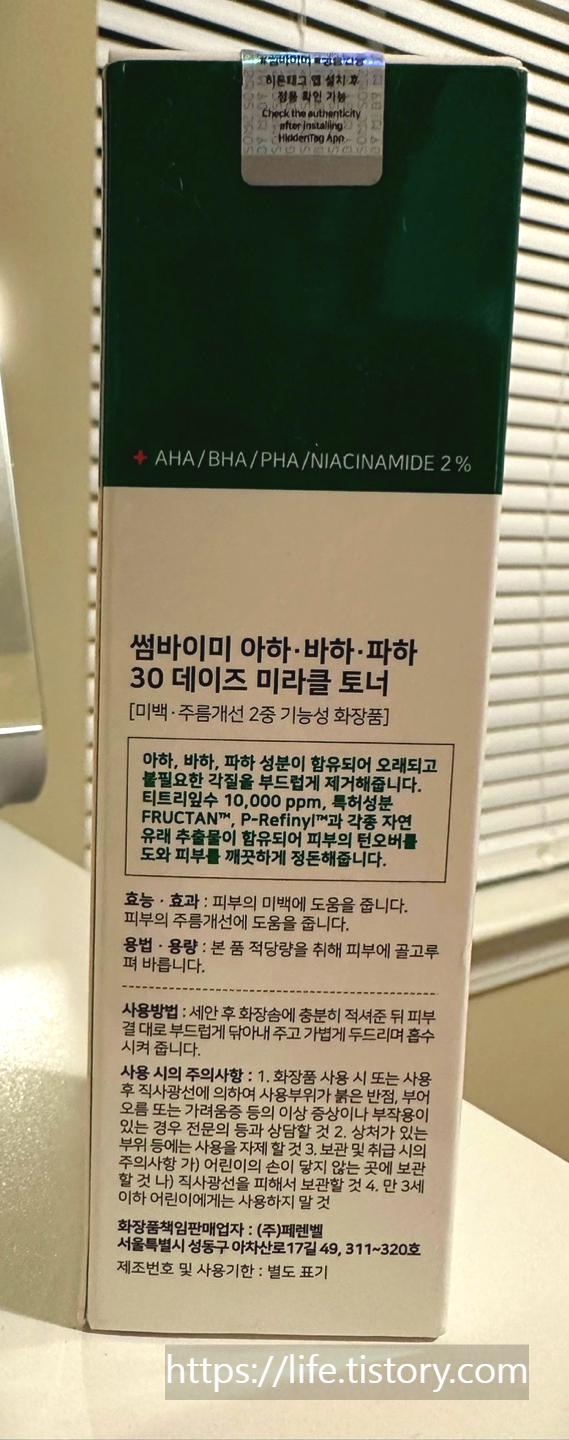 썸바이미 정품인증
히든태그 앱 설치 후
정품 확인 기능
Check the authenticity
after installing
HiddenTag App
AHA/BHA/PHA/NIACINAMIDE 2%
썸바이미 아하·바하·파하
30 데이즈 미라클 토너
[미백·주름개선 2중 기능성 화장품]
아하, 바하, 파하 성분이 함유되어 오래되고
불필요한 각질을 부드럽게 제거해줍니다.
티트리잎수 10,000 ppm, 특허성분
FRUCTAN™, P-Refinyl™과 각종 자연
유래 추출물이 함유되어 피부의 턴오버를
도와 피부를 깨끗하게 정돈해줍니다.
효능·효과 : 피부의 미백에 도움을 줍니다.
피부의 주름개선에 도움을 줍니다.
용법·용량 : 본 품 적당량을 취해 피부에 골고루
펴 바릅니다.
사용방법 : 세안 후 화장솜에 충분히 적셔준 뒤 피부
결 대로 부드럽게 닦아내 주고 가볍게 두드리며 흡수
시켜 줍니다.
사용 시의 주의사항 : 1. 화장품 사용 시 또는 사용
후 직사광선에 의하여 사용부위가 붉은 반점, 부어
오름 또는 가려움증 등의 이상 증상이나 부작용이
있는 경우 전문의 등과 상담할 것 2. 상처가 있는
부위 등에는 사용을 자제 할 것 3. 보관 및 취급 시의
주의사항 가) 어린이의 손이 닿지 않는 곳에 보관
할 것 나) 직사광선을 피해서 보관할 것 4. 만 3세
이하 어린이에게는 사용하지 말 것
화장품책임판매업자 : (주)페렌벨
서울특별시 성동구 아차산로17길 49, 311~320호
제조번호 및 사용기한 : 별도 표기
https://life.tistory.com